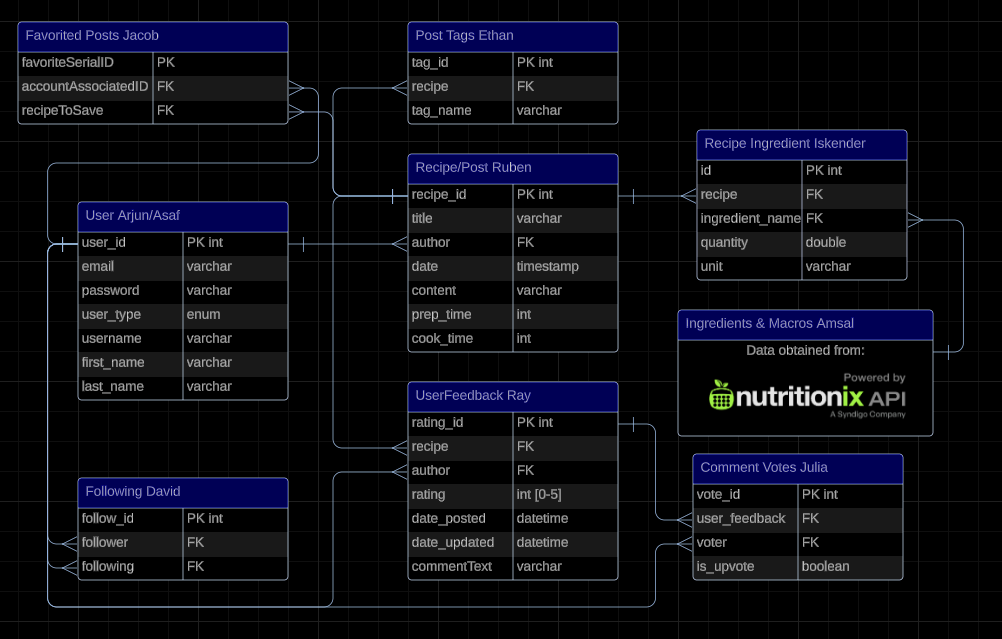 Favorited Posts Jacob
favoriteSerialID PK
accountAssociatedID FK
recipeToSave FK
Post Tags Ethan
tag_id PK int
recipe FK
tag_name varchar
Recipe/Post Ruben
recipe_id PK int
title varchar
author FK
date timestamp
content varchar
prep_time int
cook_time int
Recipe Ingredient Iskender
id PK int
recipe FK
ingredient_name FK
quantity double
unit varchar
User Arjun/Asaf
user_id PK int
email varchar
password varchar
user_type enum
username varchar
first_name varchar
last_name varchar
Ingredients & Macros Amsal
Data obtained from:
Powered by
nutritionix API
A Syndigo Company
UserFeedback Ray
rating_id PK int
recipe FK
author FK
rating int [0-5]
date_posted datetime
date_updated datetime
commentText varchar
Comment Votes Julia
vote_id PK int
user_feedback FK
voter FK
is_upvote boolean
Following David
follow_id PK int
follower FK
following FK